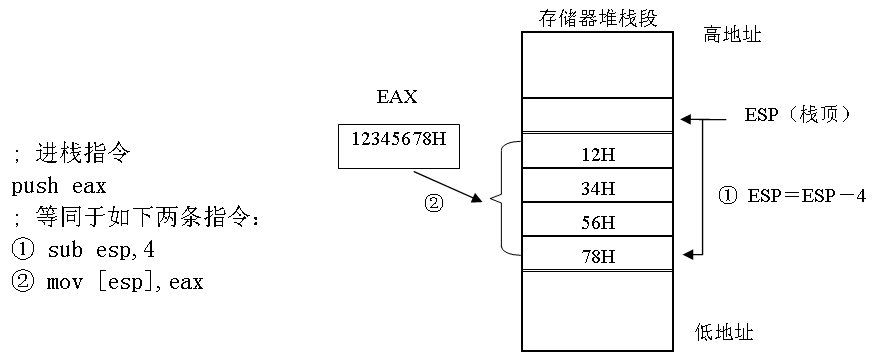 存储器堆栈段
高地址
EAX
ESP（栈顶）
12345678H
; 进栈指令
push eax
; 等同于如下两条指令：
① sub esp,4
② mov [esp],eax
②
12H
34H
56H
78H
① ESP＝ESP－4
低地址